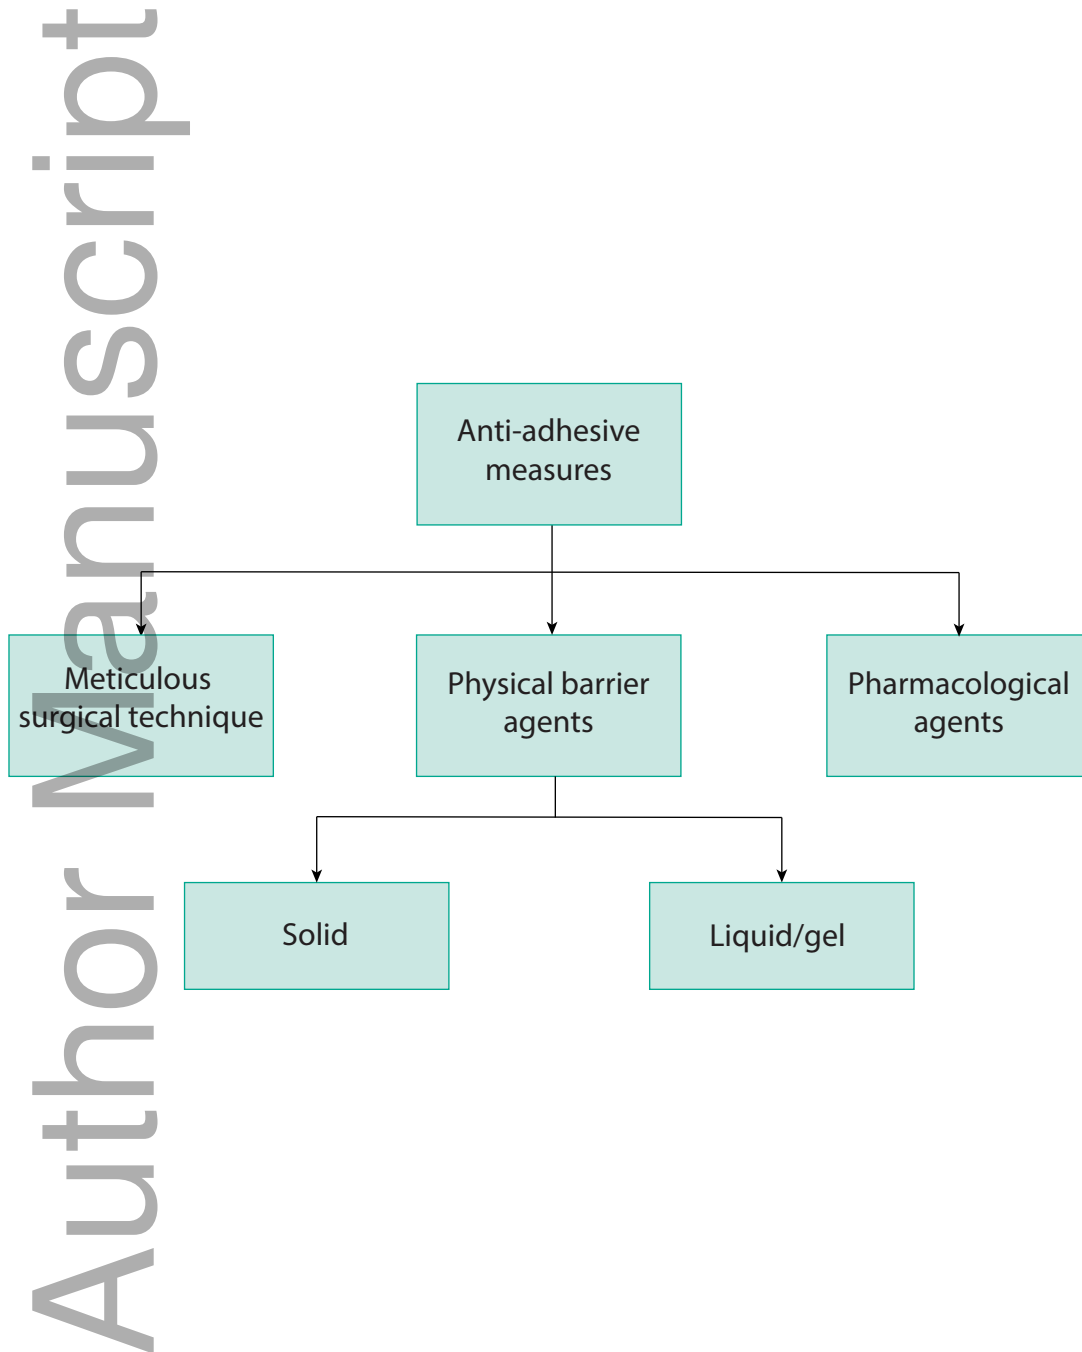 Author Manuscript
Anti-adhesive
measures
Meticulous
surgical technique
Physical barrier
agents
Pharmacological
agents
Solid
Liquid/gel